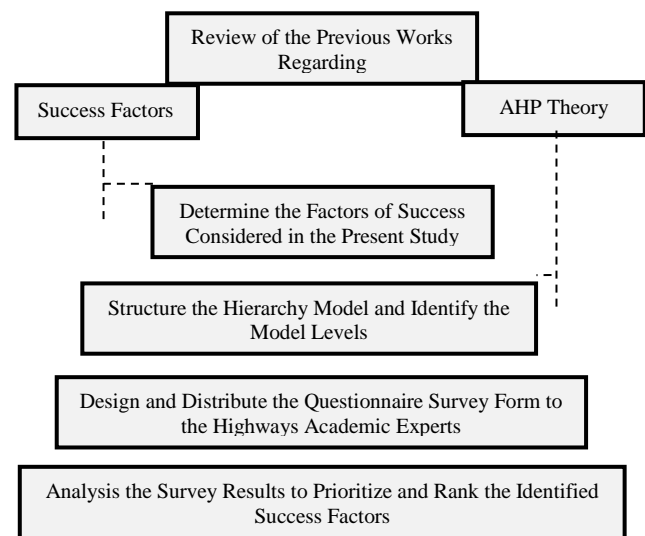 Review of the Previous Works
Regarding
Success Factors
AHP Theory
Determine the Factors of Success
Considered in the Present Study
Structure the Hierarchy Model and Identify the
Model Levels
Design and Distribute the Questionnaire Survey Form to
the Highways Academic Experts
Analysis the Survey Results to Prioritize and Rank the Identified
Success Factors